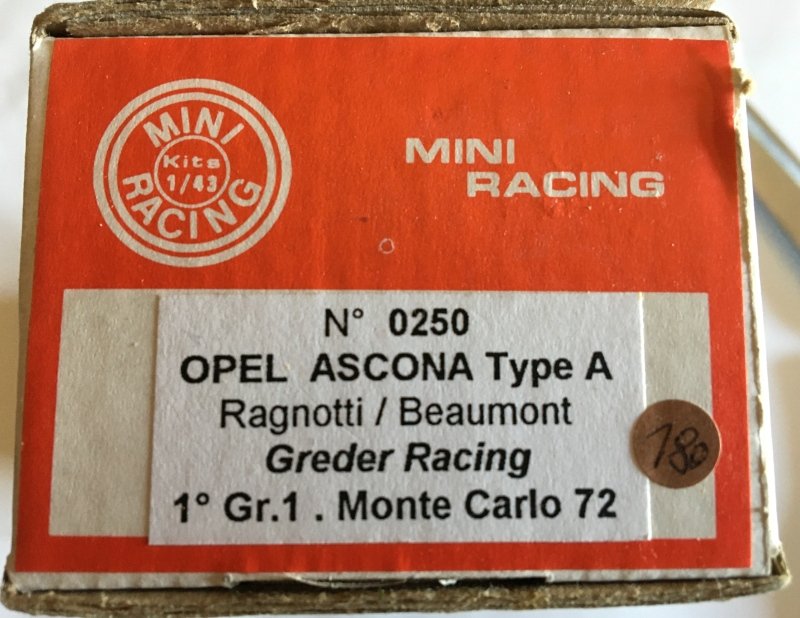 MINI
Kits
1/43
RACING
MINI
RACING
N° 0250
OPEL ASCONA Type A
Ragnotti / Beaumont
Greder Racing
1° Gr.1 . Monte Carlo 72
180